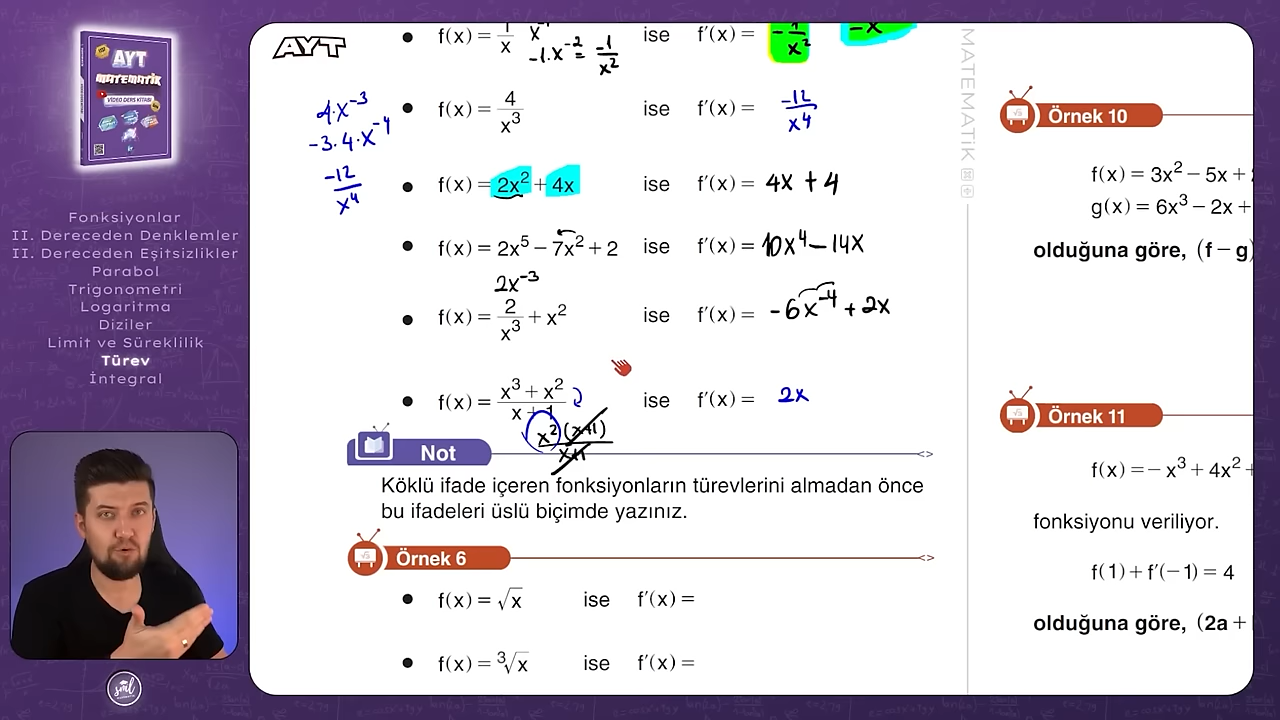 AYT
MATEMATİK
VİDEO DERS KİTABI
Fonksiyonlar
II. Dereceden Denklemler
II. Dereceden Eşitsizlikler
Parabol
Trigonometri
Logaritma
Diziler
Limit ve Süreklilik
Türev
İntegral
sml
AYT
f(x) = 1/x ise f'(x) = -1/x² -x
x⁻¹
-1.x⁻² = -1/x²
f(x) = 4/x³ ise f'(x) = -12/x⁴
4.x⁻³
-3.4.x⁻⁴
-12/x⁴
f(x) = 2x² + 4x ise f'(x) = 4x + 4
f(x) = 2x⁵ − 7x² + 2 ise f'(x) = 10x⁴ − 14x
2x⁻³
f(x) = 2/x³ + x² ise f'(x) = -6x⁻⁴ + 2x
f(x) = x³ + x² / x + 1 ise f'(x) = 2x
x²(x+1) / x+1
Not
Köklü ifade içeren fonksiyonların türevlerini almadan önce
bu ifadeleri üslü biçimde yazınız.
Örnek 6
f(x) = √x ise f'(x) =
f(x) = ³√x ise f'(x) =
MATEMATİK
Örnek 10
f(x) = 3x² − 5x +
g(x) = 6x³ − 2x +
olduğuna göre, (f − g)
Örnek 11
f(x) = − x³ + 4x² +
fonksiyonu veriliyor.
f(1) + f'(−1) = 4
olduğuna göre, (2a +